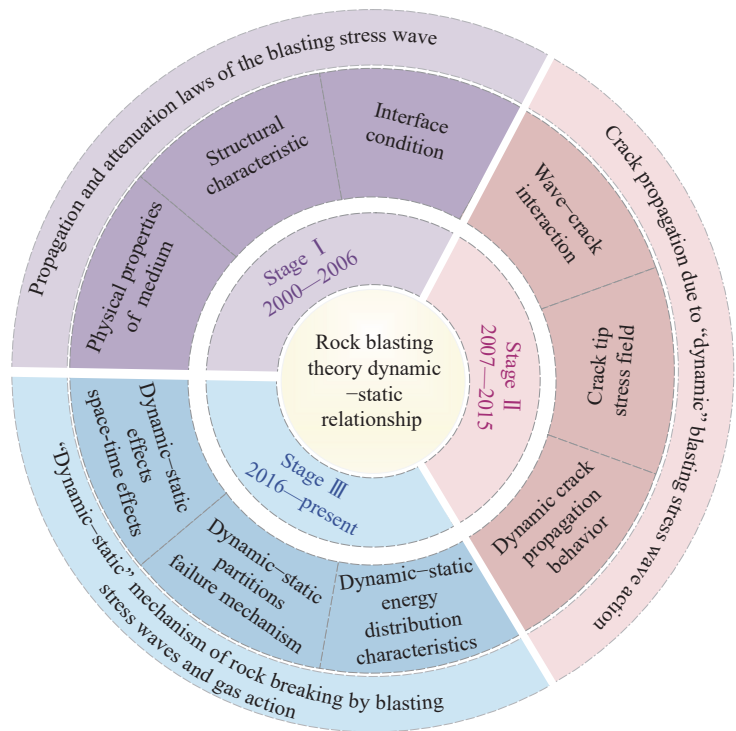 Rock blasting
theory dynamic
−static
relationship
Stage Ⅰ
2000—2006
Propagation and attenuation laws of the blasting stress wave
Physical properties
of medium
Structural
characteristic
Interface
condition
Stage Ⅱ
2007—2015
Crack propagation due to “dynamic” blasting stress wave action
Wave−crack
interaction
Crack tip
stress field
Dynamic crack
propagation
behavior
Stage Ⅲ
2016—present
“Dynamic−static” mechanism of rock breaking by blasting
stress waves and gas action
Dynamic−static
effects
space-time effects
Dynamic−static
partitions
failure mechanism
Dynamic−static
energy
distribution
characteristics